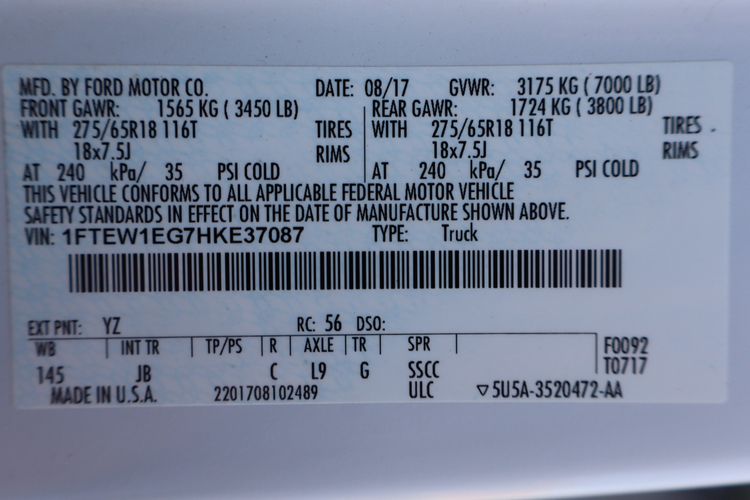 MFD. BY FORD MOTOR CO. DATE: 08/17 GVWR: 3175 KG ( 7000 LB)
FRONT GAWR: 1565 KG ( 3450 LB) REAR GAWR: 1724 KG ( 3800 LB)
WITH 275/65R18 116T TIRES WITH 275/65R18 116T TIRES
18x7.5J RIMS 18x7.5J RIMS
AT 240 kPa/ 35 PSI COLD AT 240 kPa/ 35 PSI COLD
THIS VEHICLE CONFORMS TO ALL APPLICABLE FEDERAL MOTOR VEHICLE
SAFETY STANDARDS IN EFFECT ON THE DATE OF MANUFACTURE SHOWN ABOVE.
VIN: 1FTEW1EG7HKE37087 TYPE: Truck
EXT PNT: YZ RC: 56 DSO:
WB INT TR TP/PS R AXLE TR SPR F0092
145 JB C L9 G SSCC T0717
MADE IN U.S.A. 2201708102489 ULC ▽5U5A-3520472-AA